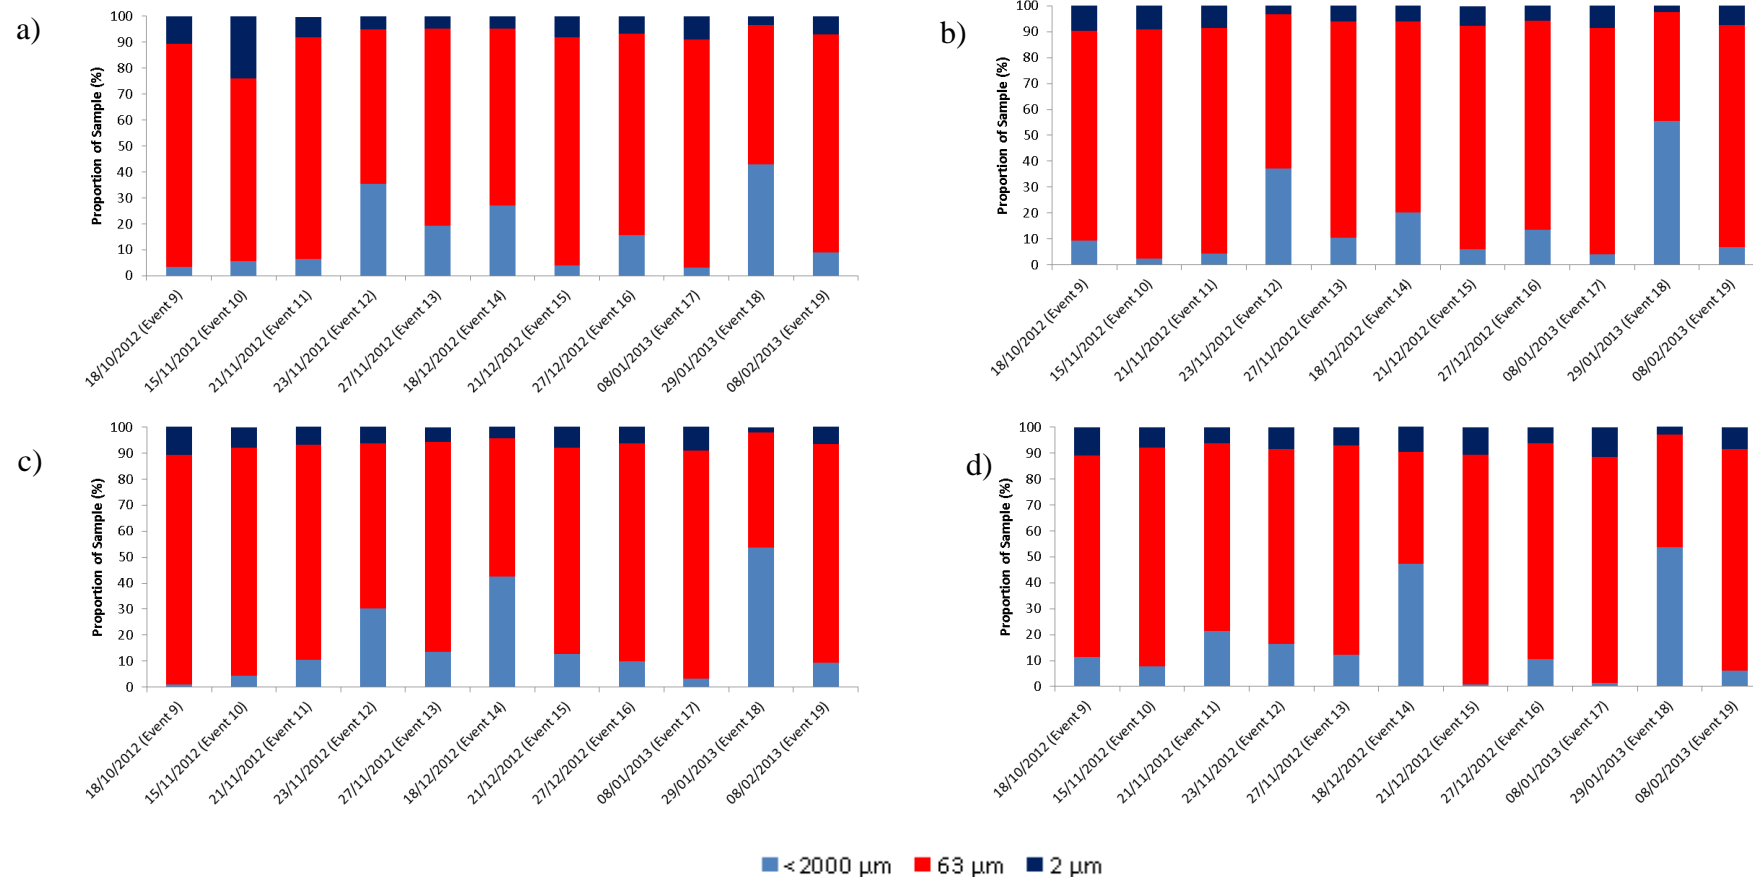 a)
Proportion of Sample (%)
100
90
80
70
60
50
40
30
20
10
0
18/10/2012 (Event 9)
15/11/2012 (Event 10)
21/11/2012 (Event 11)
23/11/2012 (Event 12)
27/11/2012 (Event 13)
18/12/2012 (Event 14)
21/12/2012 (Event 15)
27/12/2012 (Event 16)
08/01/2013 (Event 17)
29/01/2013 (Event 18)
08/02/2013 (Event 19)
b)
Proportion of Sample (%)
100
90
80
70
60
50
40
30
20
10
0
18/10/2012 (Event 9)
15/11/2012 (Event 10)
21/11/2012 (Event 11)
23/11/2012 (Event 12)
27/11/2012 (Event 13)
18/12/2012 (Event 14)
21/12/2012 (Event 15)
27/12/2012 (Event 16)
08/01/2013 (Event 17)
29/01/2013 (Event 18)
08/02/2013 (Event 19)
c)
Proportion of Sample (%)
100
90
80
70
60
50
40
30
20
10
0
18/10/2012 (Event 9)
15/11/2012 (Event 10)
21/11/2012 (Event 11)
23/11/2012 (Event 12)
27/11/2012 (Event 13)
18/12/2012 (Event 14)
21/12/2012 (Event 15)
27/12/2012 (Event 16)
08/01/2013 (Event 17)
29/01/2013 (Event 18)
08/02/2013 (Event 19)
d)
Proportion of Sample (%)
100
90
80
70
60
50
40
30
20
10
0
18/10/2012 (Event 9)
15/11/2012 (Event 10)
21/11/2012 (Event 11)
23/11/2012 (Event 12)
27/11/2012 (Event 13)
18/12/2012 (Event 14)
21/12/2012 (Event 15)
27/12/2012 (Event 16)
08/01/2013 (Event 17)
29/01/2013 (Event 18)
08/02/2013 (Event 19)
<2000 µm 63 µm 2 µm